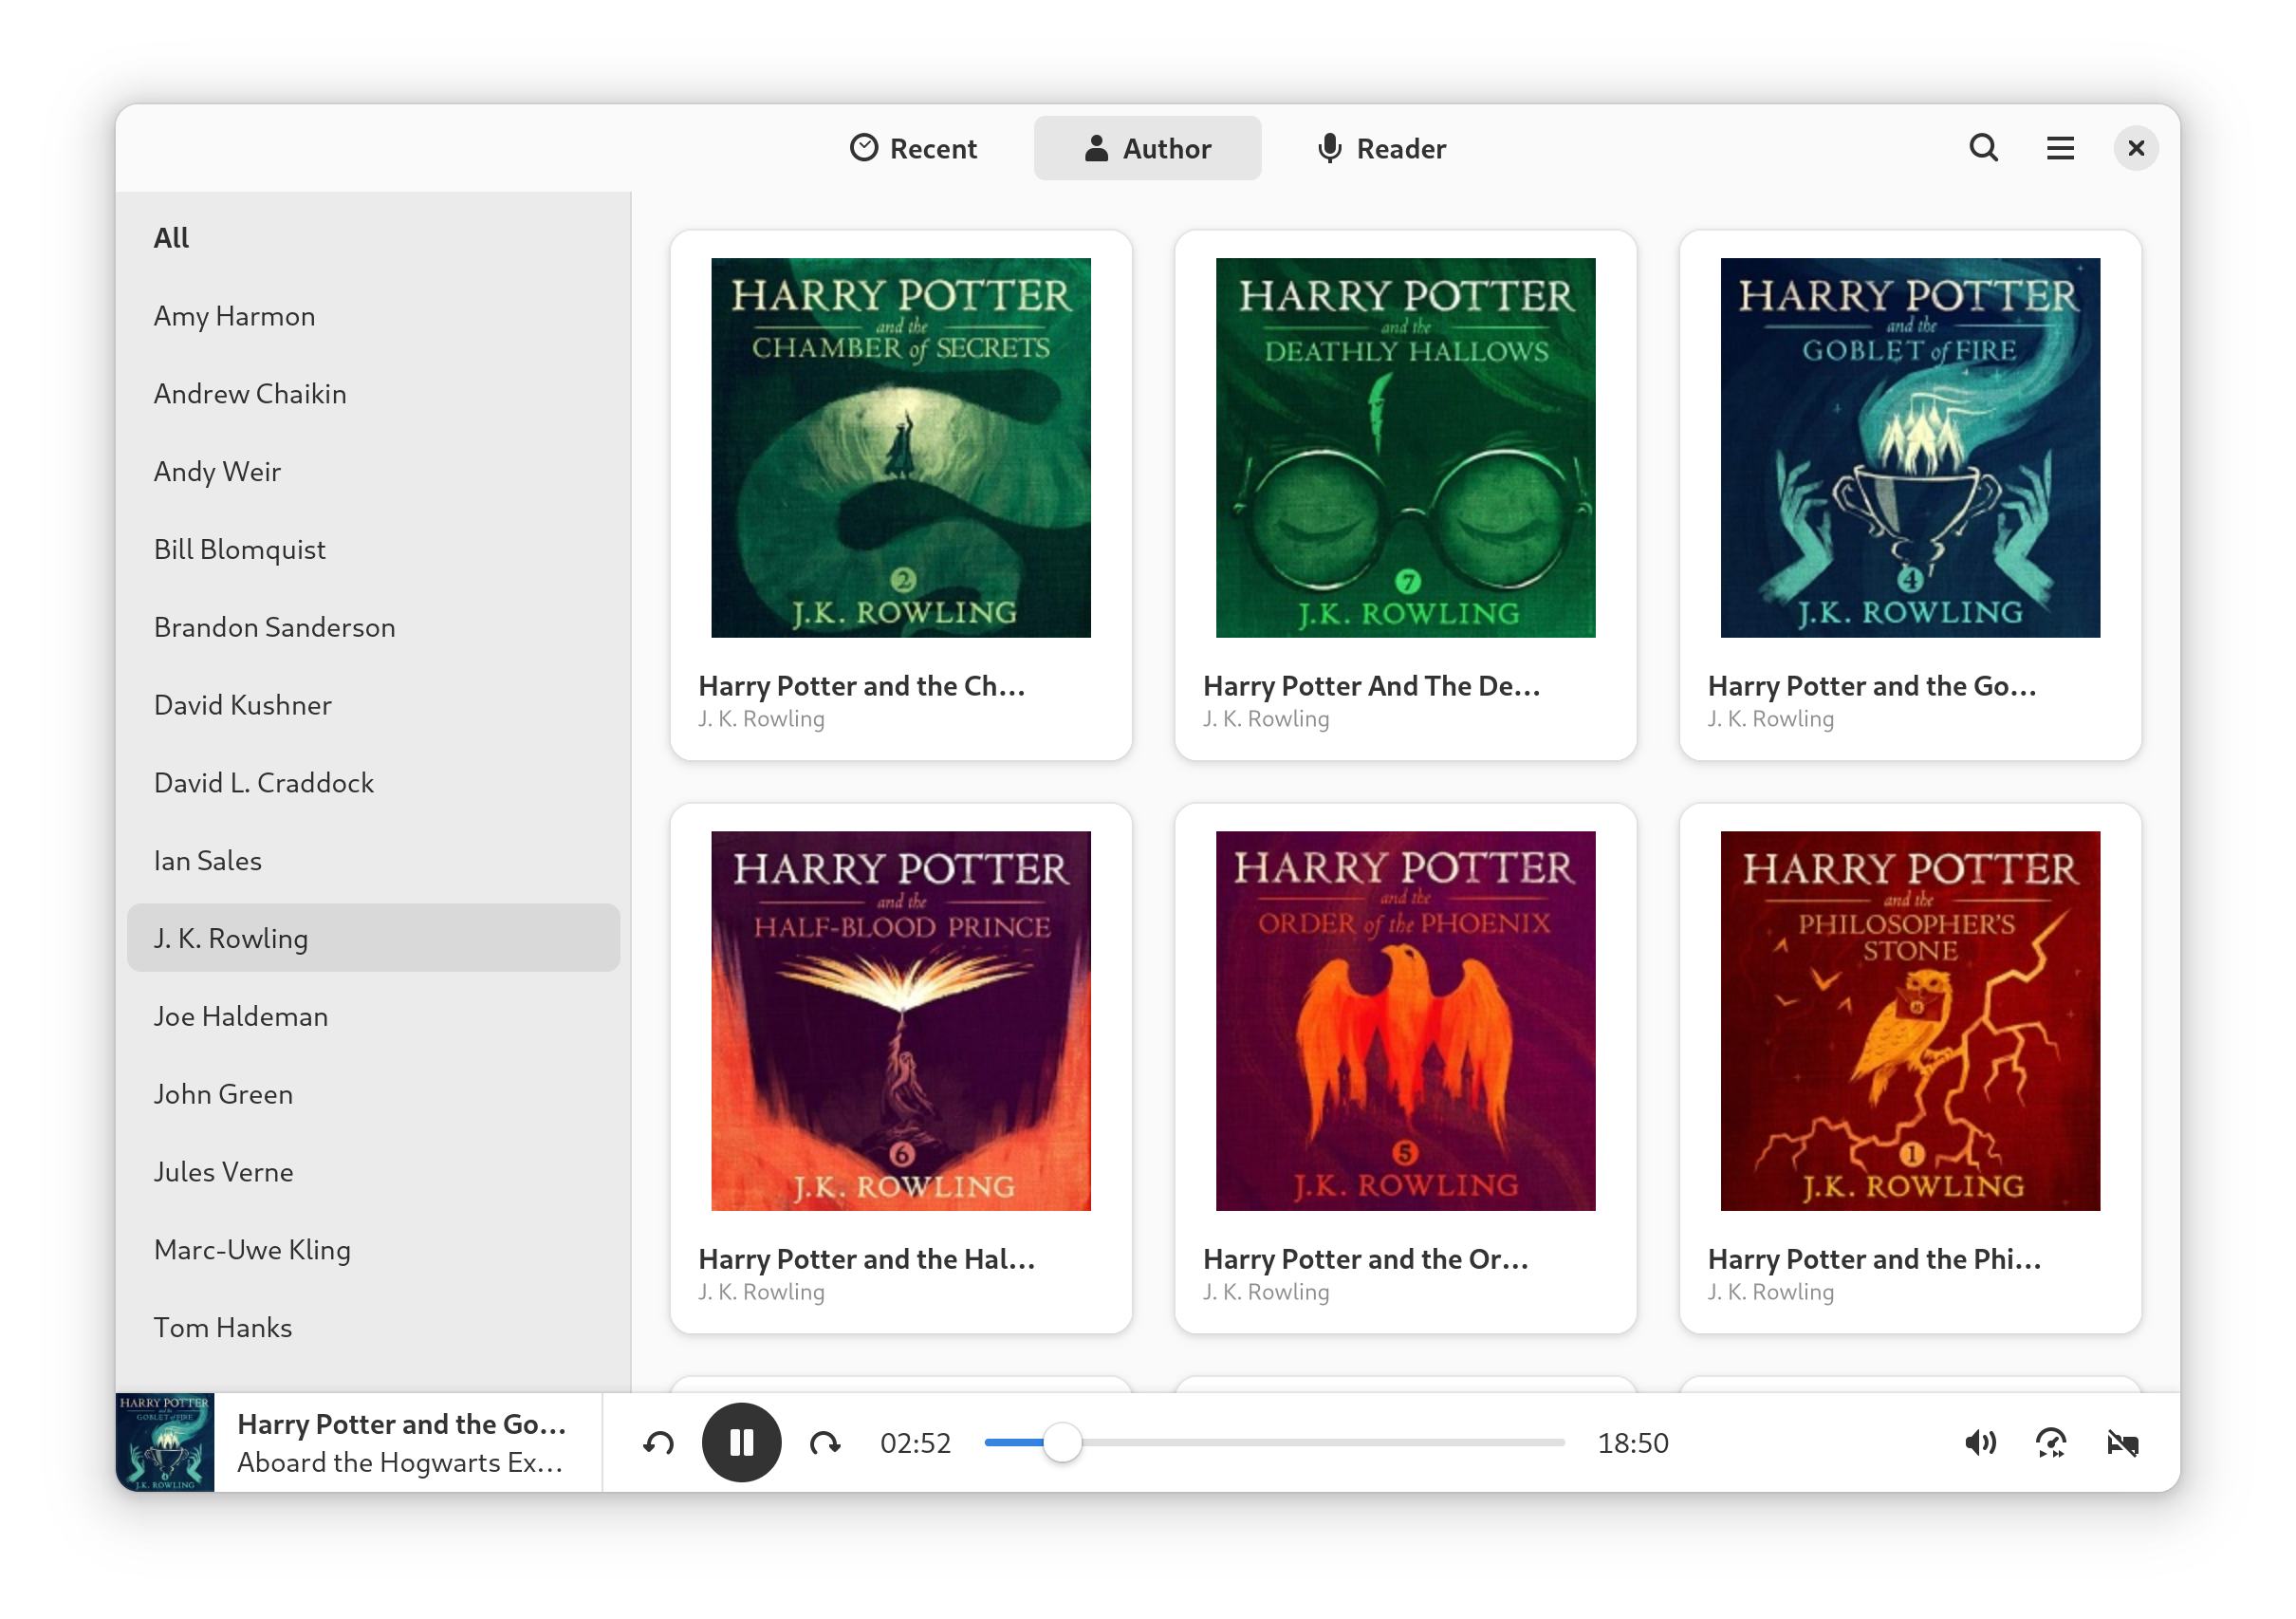 Recent
Author
Reader
All
Amy Harmon
Andrew Chaikin
Andy Weir
Bill Blomquist
Brandon Sanderson
David Kushner
David L. Craddock
Ian Sales
J. K. Rowling
Joe Haldeman
John Green
Jules Verne
Marc-Uwe Kling
Tom Hanks
HARRY POTTER
and the
CHAMBER of SECRETS
2
J.K. ROWLING
Harry Potter and the Ch…
J. K. Rowling
HARRY POTTER
and the
DEATHLY HALLOWS
7
J.K. ROWLING
Harry Potter And The De…
J. K. Rowling
HARRY POTTER
and the
GOBLET of FIRE
4
J.K. ROWLING
Harry Potter and the Go…
J. K. Rowling
HARRY POTTER
and the
HALF-BLOOD PRINCE
6
J.K. ROWLING
Harry Potter and the Hal…
J. K. Rowling
HARRY POTTER
and the
ORDER of the PHOENIX
5
J.K. ROWLING
Harry Potter and the Or…
J. K. Rowling
HARRY POTTER
and the
PHILOSOPHER'S
STONE
1
J.K. ROWLING
Harry Potter and the Phi…
J. K. Rowling
HARRY POTTER
and the
GOBLET of FIRE
J.K. ROWLING
Harry Potter and the Go…
Aboard the Hogwarts Ex…
02:52
18:50